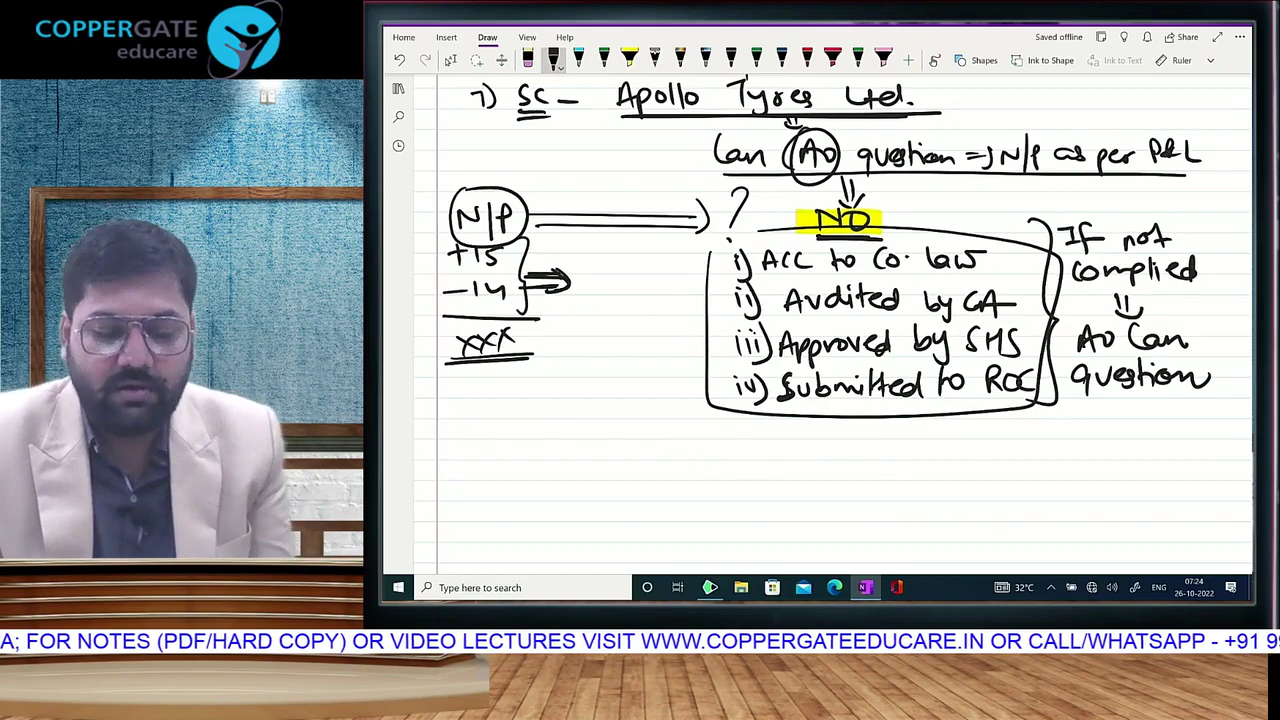 COPPERGATE
educare
Home Insert Draw View Help
Saved offline
Share
Shapes
Ink to Shape
Ink to Text
Ruler
7) SC - Apollo Tyres Ltd.
Can AO question => N/P as per P&L
N/P
?
NO
+15
-14
xxx
i) ACC to Co. law
ii) Audited by CA
iii) Approved by SHS
iv) Submitted to ROC
If not
complied
AO Can
question
Type here to search
32°C
ENG
07:24
26-10-2022
A; FOR NOTES (PDF/HARD COPY) OR VIDEO LECTURES VISIT WWW.COPPERGATEEDUCARE.IN OR CALL/WHATSAPP - +91 9